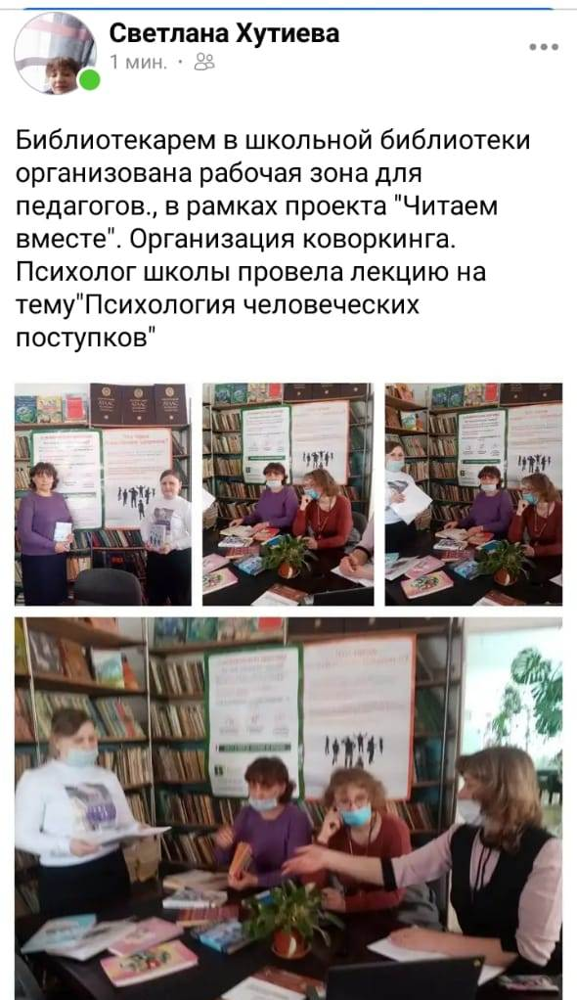 Светлана Хутиева
1 мин. ·
Библиотекарем в школьной библиотеки
организована рабочая зона для
педагогов., в рамках проекта "Читаем
вместе". Организация коворкинга.
Психолог школы провела лекцию на
тему"Психология человеческих
поступков"
АТЛАС